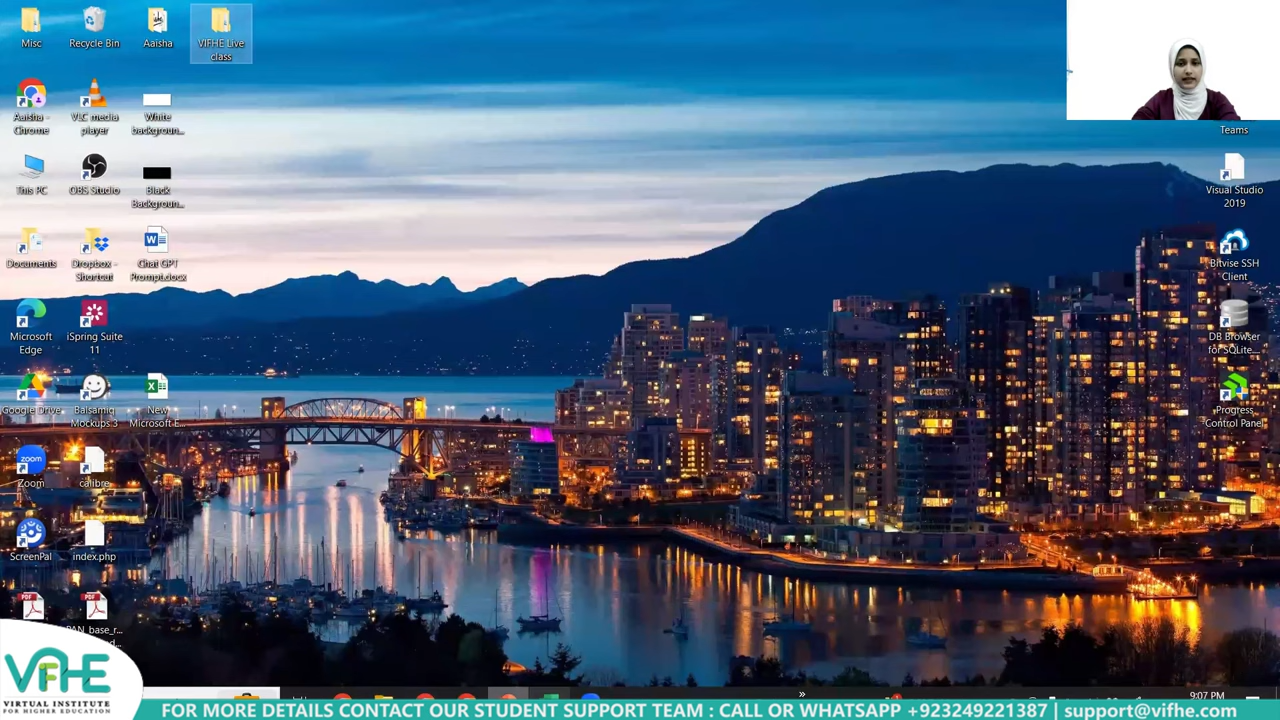 Misc
Recycle Bin
Aaisha
VIFHE Live
class
Aaisha -
Chrome
VLC media
player
White
backgroun...
Teams
This PC
OBS Studio
Black
Backgroun...
Visual Studio
2019
Documents
Dropbox -
Shortcut
Chat GPT
Prompt.docx
Bitvise SSH
Client
Microsoft
Edge
iSpring Suite
11
DB Browser
for SQLite...
Google Drive
Balsamiq
Mockups 3
New
Microsoft E...
Progress
Control Panel
zoom
Zoom
calibre
ScreenPal
index.php
PDF
PDF
9:07 PM
VIFHE
VIRTUAL INSTITUTE
FOR HIGHER EDUCATION
FOR MORE DETAILS CONTACT OUR STUDENT SUPPORT TEAM : CALL OR WHATSAPP +923249221387 | support@vifhe.com